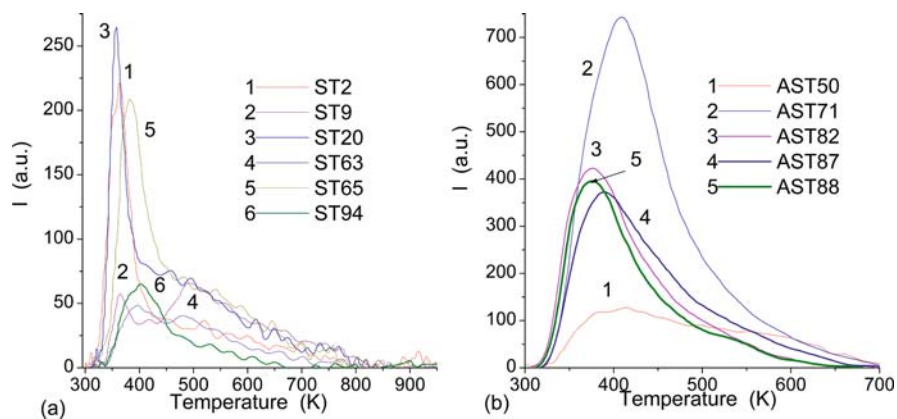 3
1
5
2
6
4
1 ST2
2 ST9
3 ST20
4 ST63
5 ST65
6 ST94
250
200
150
100
50
0
I (a.u.)
300 400 500 600 700 800 900
Temperature (K)
(a)
2
3
5
4
1
1 AST50
2 AST71
3 AST82
4 AST87
5 AST88
700
600
500
400
300
200
100
0
I (a.u.)
300 400 500 600 700
Temperature (K)
(b)